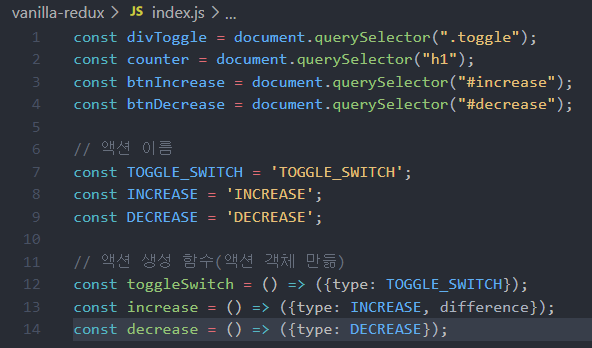 vanilla-redux > JS index.js > ...
1 const divToggle = document.querySelector(".toggle");
2 const counter = document.querySelector("h1");
3 const btnIncrease = document.querySelector("#increase");
4 const btnDecrease = document.querySelector("#decrease");
5
6 // 액션 이름
7 const TOGGLE_SWITCH = 'TOGGLE_SWITCH';
8 const INCREASE = 'INCREASE';
9 const DECREASE = 'DECREASE';
10
11 // 액션 생성 함수(액션 객체 만듦)
12 const toggleSwitch = () => ({type: TOGGLE_SWITCH});
13 const increase = () => ({type: INCREASE, difference});
14 const decrease = () => ({type: DECREASE});